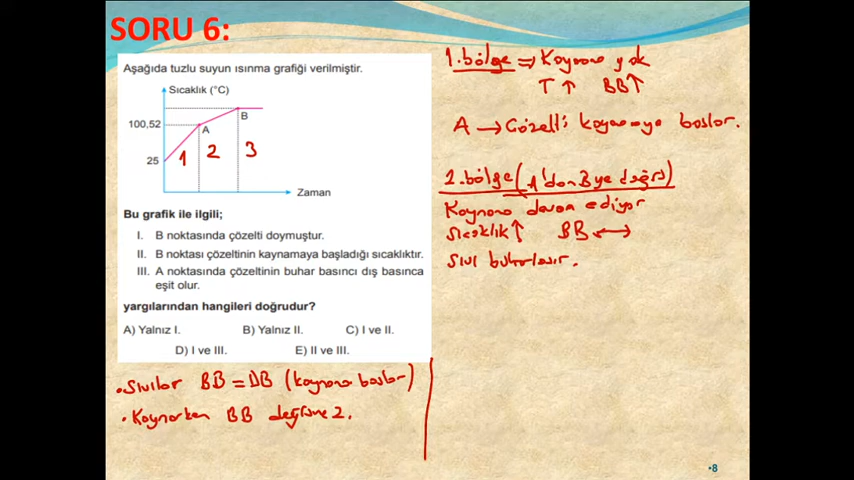 SORU 6:
Aşağıda tuzlu suyun ısınma grafiği verilmiştir.
Sıcaklık (°C)
B
100,52
A
1 2 3
25
Zaman
Bu grafik ile ilgili;
I. B noktasında çözelti doymuştur.
II. B noktası çözeltinin kaynamaya başladığı sıcaklıktır.
III. A noktasında çözeltinin buhar basıncı dış basınca
eşit olur.
yargılarından hangileri doğrudur?
A) Yalnız I. B) Yalnız II. C) I ve II.
D) I ve III. E) II ve III.
• Sıvılar BB = DB (kaynama başlar)
• Kaynarken BB değişmez.
1. bölge ⇒ Kaynama yok
T ↑ BB ↑
A → Çözelti kaynamaya başlar.
2. bölge (A'dan B'ye doğru)
Kaynama devam ediyor
Sıcaklık ↑ BB ↔
Sıvı buharlaşır.
•8